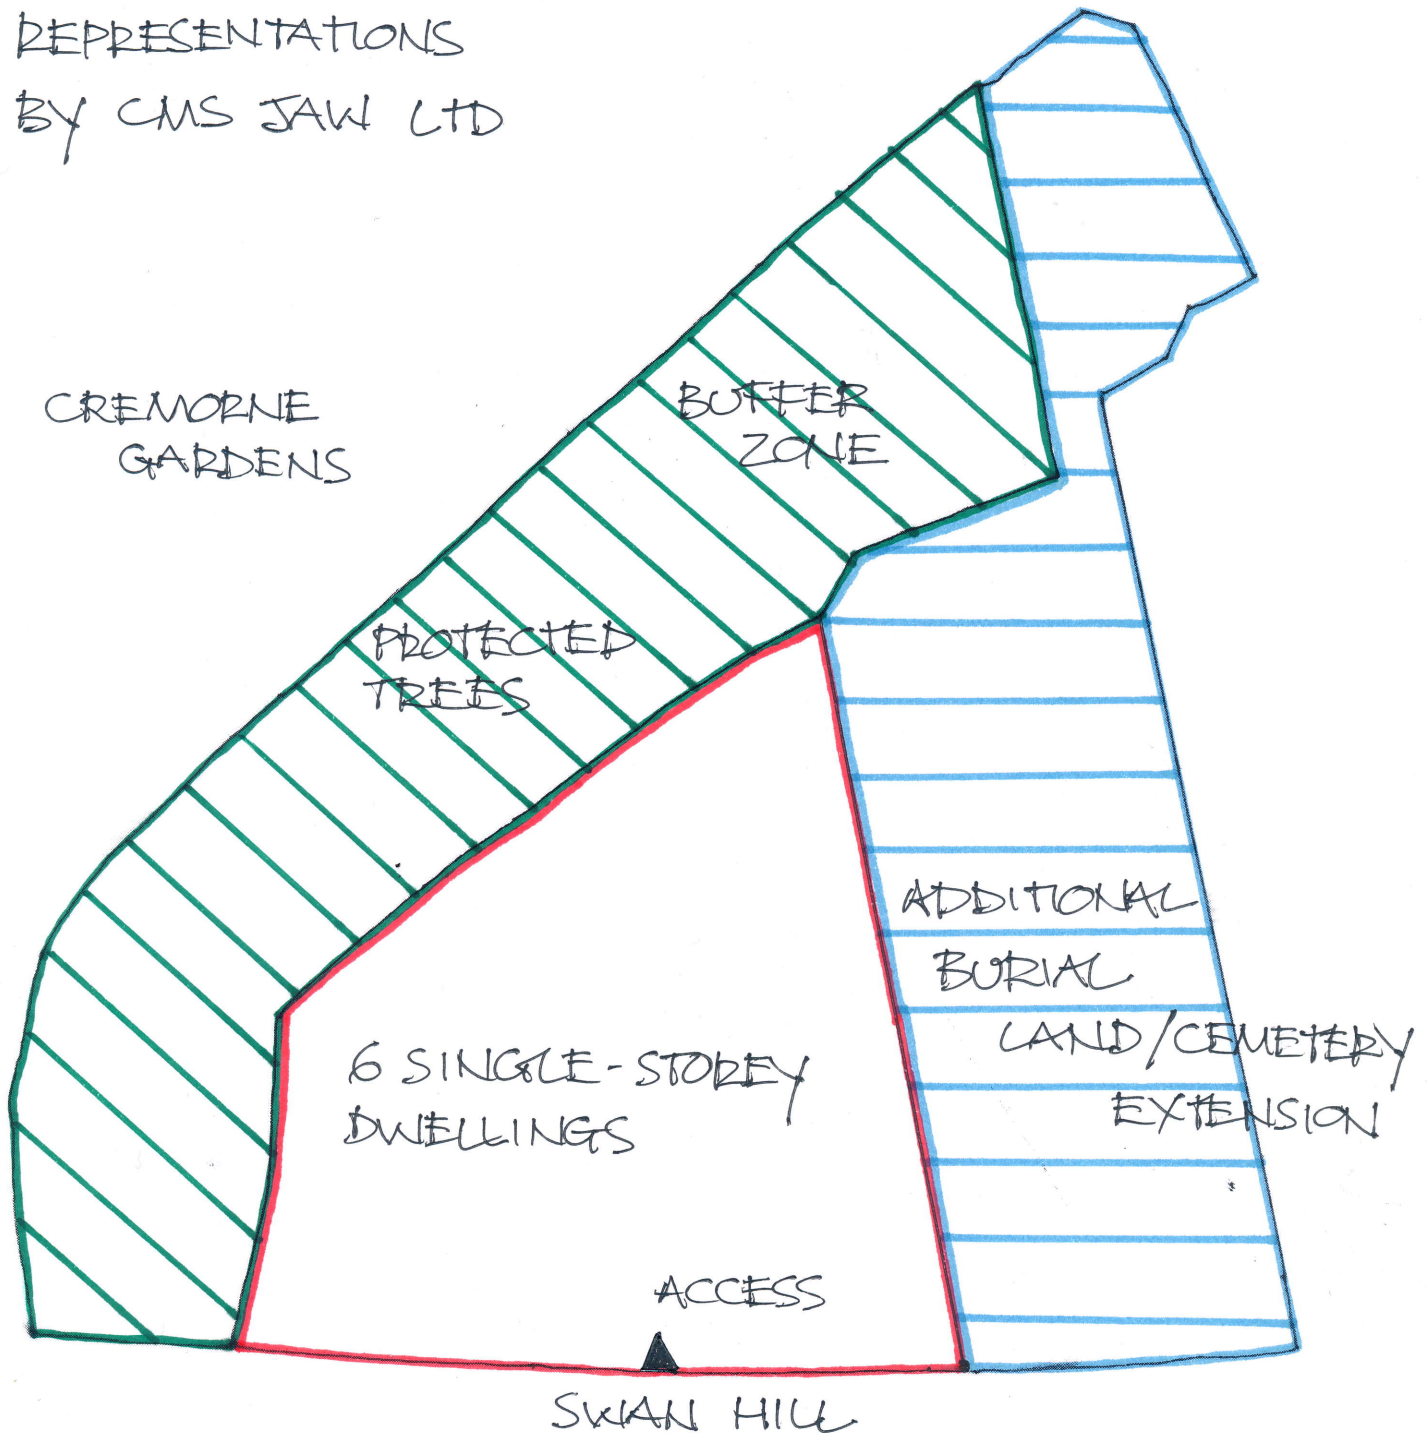 REPRESENTATIONS
BY CMS JAW LTD
CREMORNE
GARDENS
BUFFER
ZONE
PROTECTED
TREES
ADDITIONAL
BURIAL
LAND/CEMETERY
EXTENSION
6 SINGLE-STOREY
DWELLINGS
ACCESS
SWAN HILL